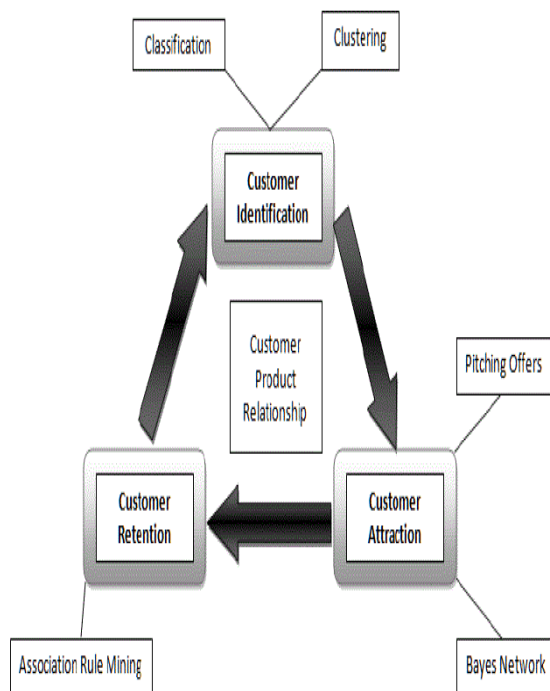 Classification
Clustering
Customer
Identification
Customer
Product
Relationship
Pitching Offers
Customer
Retention
Customer
Attraction
Association Rule Mining
Bayes Network